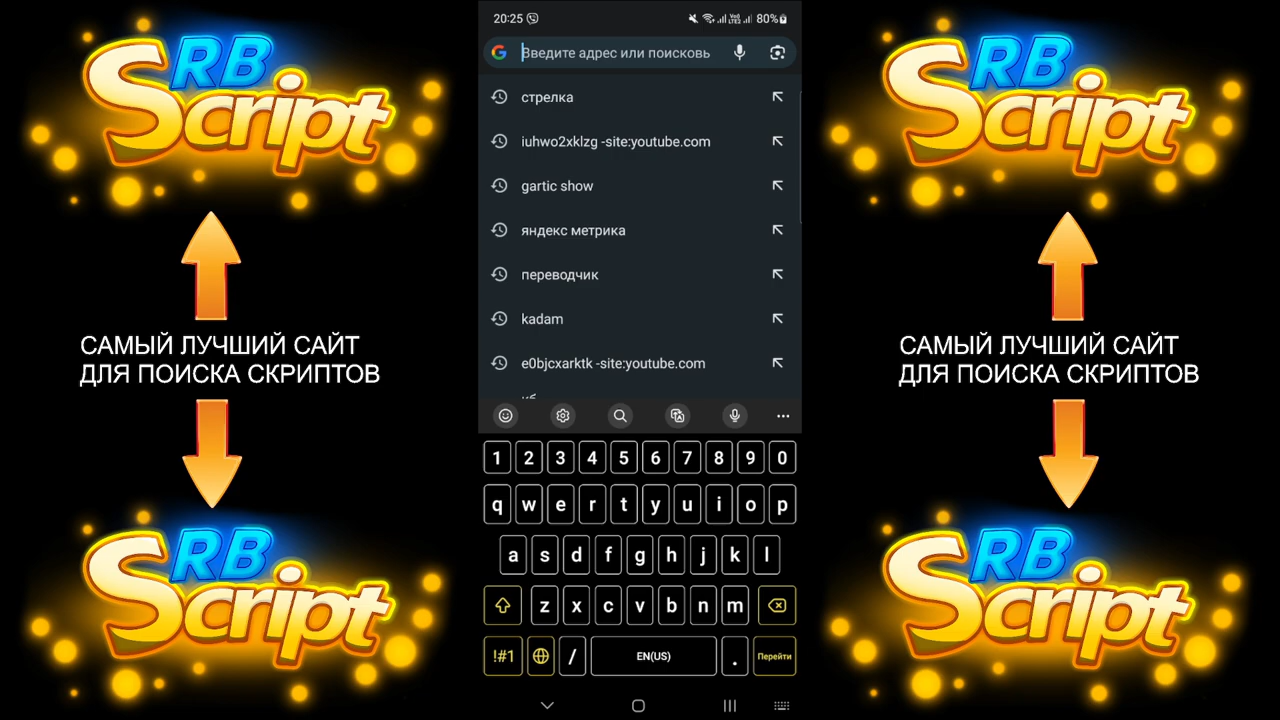 RB
Script
САМЫЙ ЛУЧШИЙ САЙТ
ДЛЯ ПОИСКА СКРИПТОВ
RB
Script
20:25
Vo)
LTE2
80%
Введите адрес или поисковь
стрелка
iuhwo2xklzg -site:youtube.com
gartic show
яндекс метрика
переводчик
kadam
e0bjcxarktk -site:youtube.com
1 2 3 4 5 6 7 8 9 0
q w e r t y u i o p
a s d f g h j k l
z x c v b n m
!#1 / EN(US) . Перейти
RB
Script
САМЫЙ ЛУЧШИЙ САЙТ
ДЛЯ ПОИСКА СКРИПТОВ
RB
Script